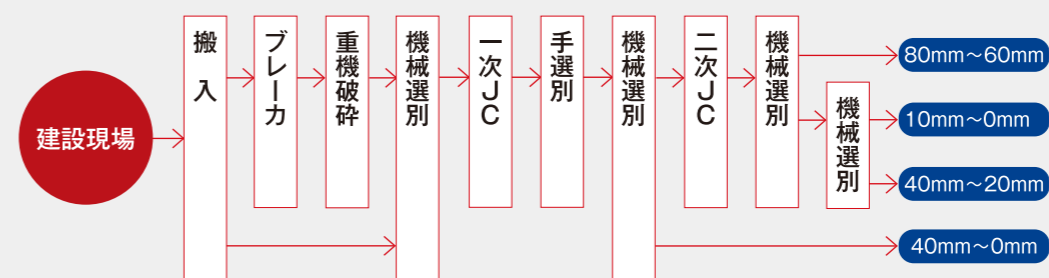 建設現場
搬入
ブレーカ
重機破砕
機械選別
一次JC
手選別
機械選別
二次JC
機械選別
機械選別
80mm〜60mm
10mm〜0mm
40mm〜20mm
40mm〜0mm